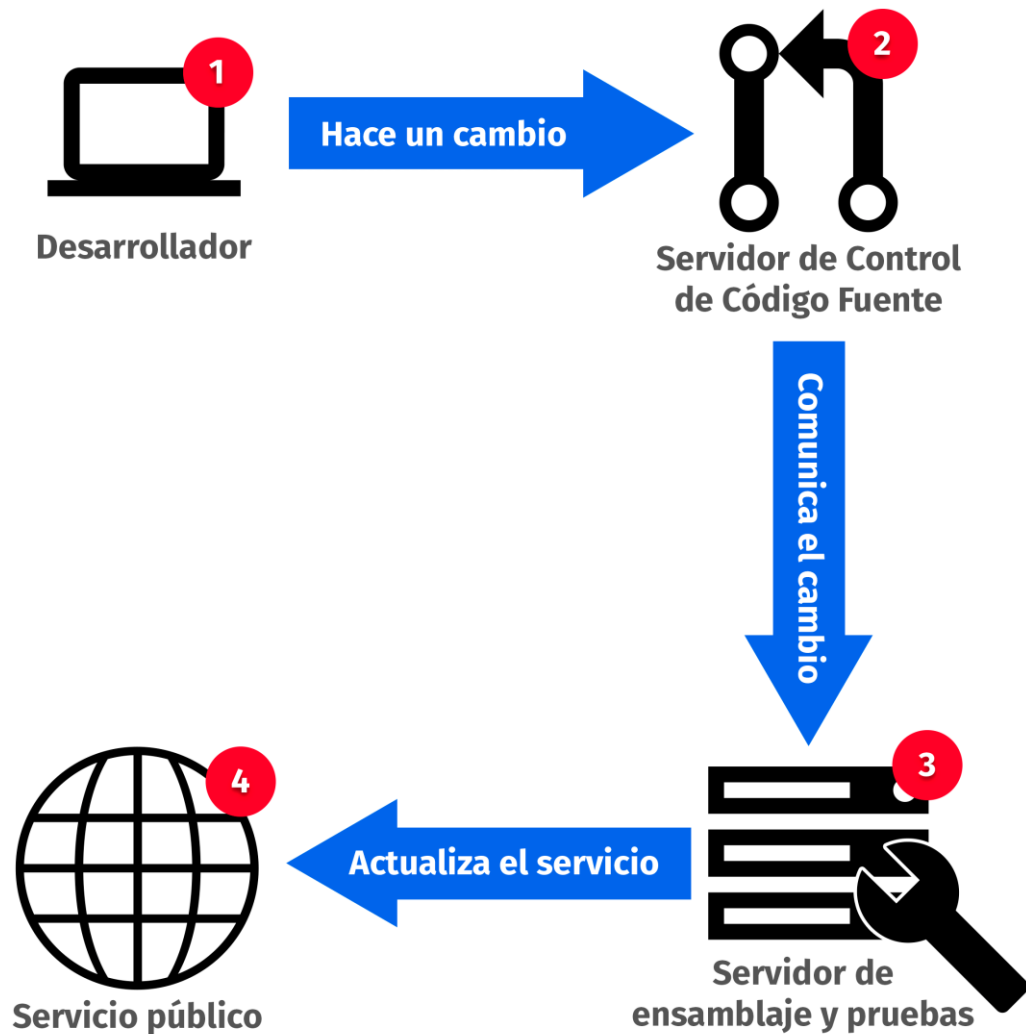 1
Hace un cambio
2
Desarrollador
Servidor de Control
de Código Fuente
Comunica el cambio
3
4
Actualiza el servicio
Servidor de
ensamblaje y pruebas
Servicio público